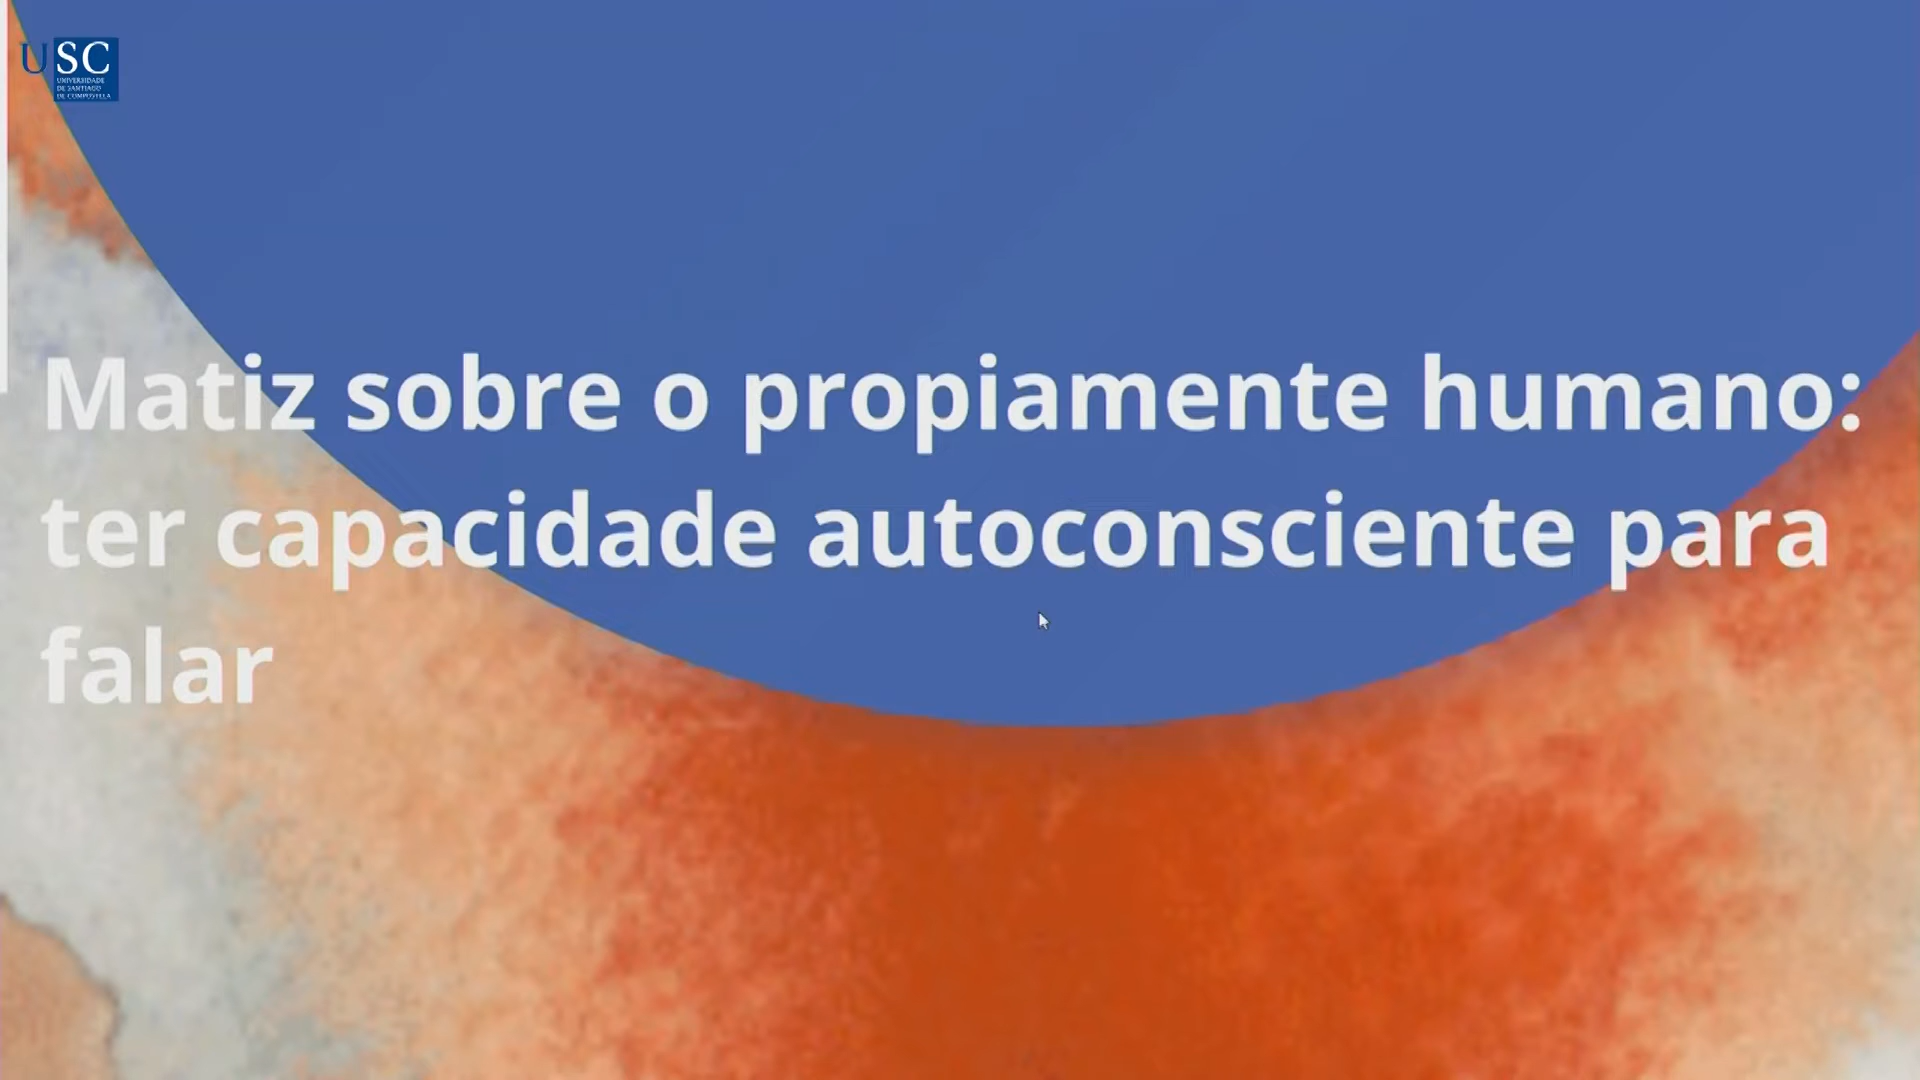 USC
UNIVERSIDADE
DE SANTIAGO
DE COMPOSTELA
Matiz sobre o propiamente humano:
ter capacidade autoconsciente para
falar